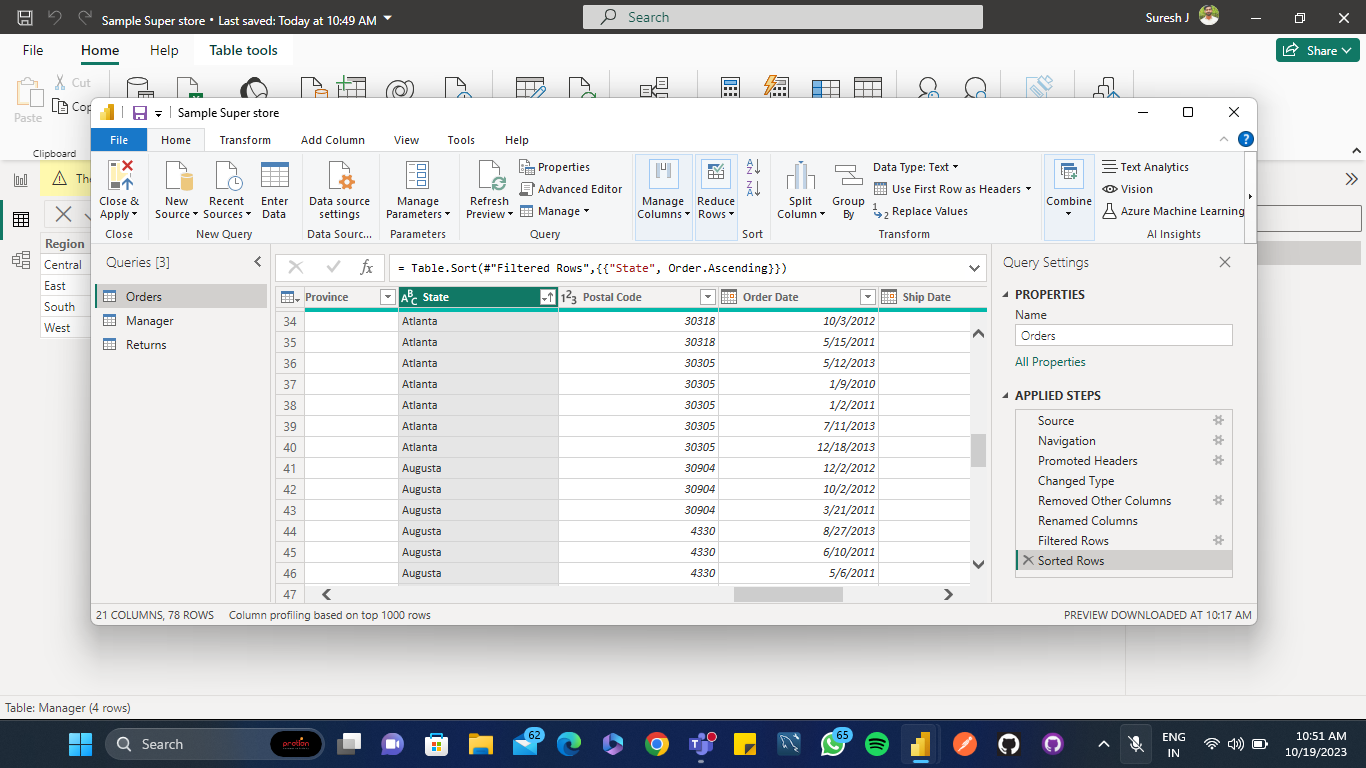 Sample Super store • Last saved: Today at 10:49 AM
Search
Suresh J
File
Home
Help
Table tools
Share
Paste
Cut
Cop
Clipboard
Sample Super store
File
Home
Transform
Add Column
View
Tools
Help
Close & Apply
Close
New Source
Recent Sources
Enter Data
New Query
Data source settings
Data Sourc...
Manage Parameters
Parameters
Refresh Preview
Properties
Advanced Editor
Manage
Query
Manage Columns
Reduce Rows
Sort
Split Column
Group By
Data Type: Text
Use First Row as Headers
Replace Values
Transform
Combine
Text Analytics
Vision
Azure Machine Learning
AI Insights
The
Region
Central
East
South
West
Queries [3]
Orders
Manager
Returns
fx
= Table.Sort(#"Filtered Rows",{{"State", Order.Ascending}})
Province ABC State 123 Postal Code Order Date Ship Date
34 Atlanta 30318 10/3/2012
35 Atlanta 30318 5/15/2011
36 Atlanta 30305 5/12/2013
37 Atlanta 30305 1/9/2010
38 Atlanta 30305 1/2/2011
39 Atlanta 30305 7/11/2013
40 Atlanta 30305 12/18/2013
41 Augusta 30904 12/2/2012
42 Augusta 30904 10/2/2012
43 Augusta 30904 3/21/2011
44 Augusta 4330 8/27/2013
45 Augusta 4330 6/10/2011
46 Augusta 4330 5/6/2011
47
Query Settings
PROPERTIES
Name
Orders
All Properties
APPLIED STEPS
Source
Navigation
Promoted Headers
Changed Type
Removed Other Columns
Renamed Columns
Filtered Rows
Sorted Rows
21 COLUMNS, 78 ROWS
Column profiling based on top 1000 rows
PREVIEW DOWNLOADED AT 10:17 AM
Table: Manager (4 rows)
Search
62
65
ENG
IN
10:51 AM
10/19/2023